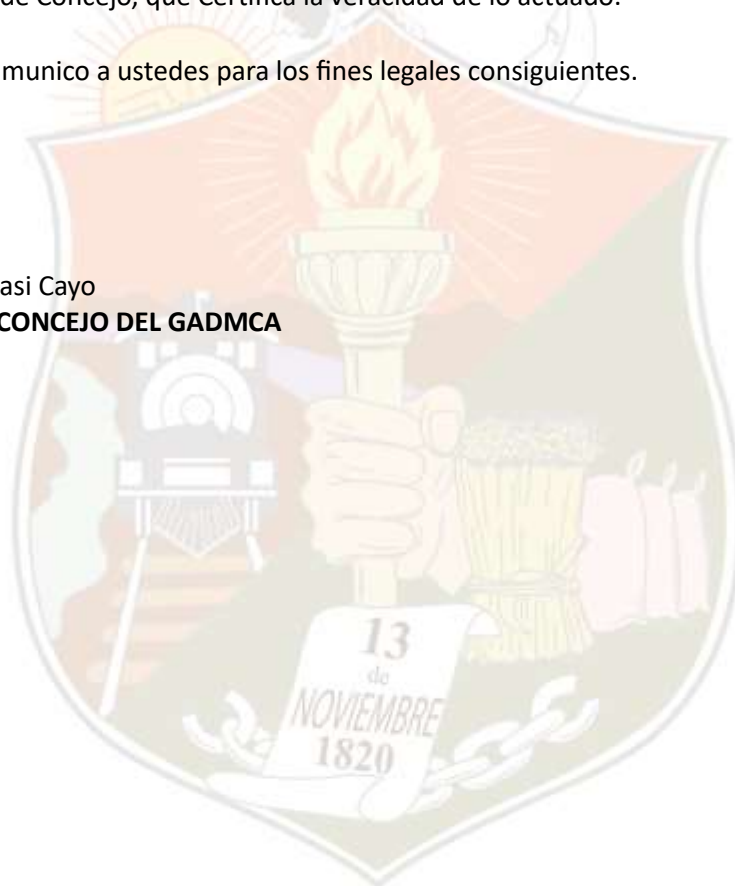 de Concejo, que Certifica la veracidad de lo actuado.
munico a ustedes para los fines legales consiguientes.
asi Cayo
CONCEJO DEL GADMCA
13
de
NOVIEMBRE
1820